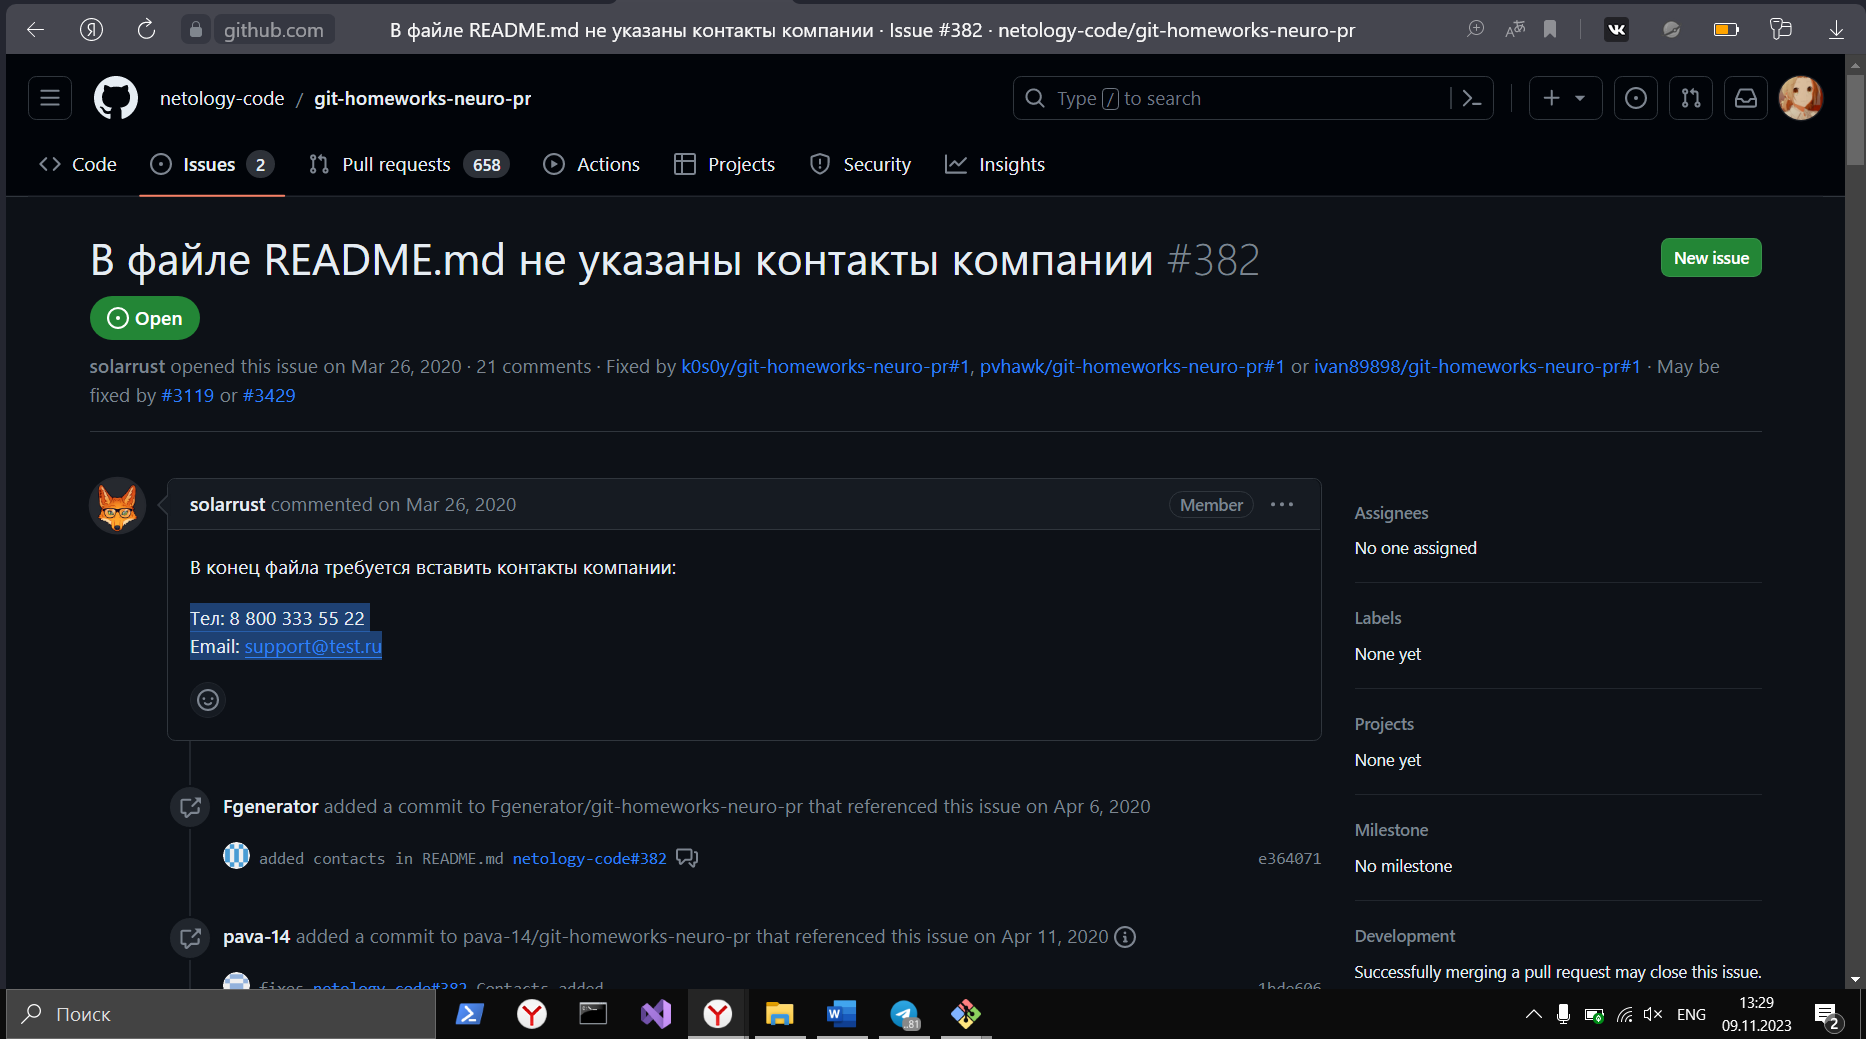 Я github.com В файле README.md не указаны контакты компании · Issue #382 · netology-code/git-homeworks-neuro-pr
netology-code / git-homeworks-neuro-pr Type / to search
Code Issues 2 Pull requests 658 Actions Projects Security Insights
В файле README.md не указаны контакты компании #382 New issue
Open
solarrust opened this issue on Mar 26, 2020 · 21 comments · Fixed by k0s0y/git-homeworks-neuro-pr#1, pvhawk/git-homeworks-neuro-pr#1 or ivan89898/git-homeworks-neuro-pr#1 · May be
fixed by #3119 or #3429
solarrust commented on Mar 26, 2020 Member
В конец файла требуется вставить контакты компании:
Тел: 8 800 333 55 22
Email: support@test.ru
Assignees
No one assigned
Labels
None yet
Projects
None yet
Milestone
No milestone
Development
Successfully merging a pull request may close this issue.
Fgenerator added a commit to Fgenerator/git-homeworks-neuro-pr that referenced this issue on Apr 6, 2020
added contacts in README.md netology-code#382 e364071
pava-14 added a commit to pava-14/git-homeworks-neuro-pr that referenced this issue on Apr 11, 2020
fixes netology-code#382 Contacts added 1bde606
Поиск
..81
ENG
13:29
09.11.2023
2